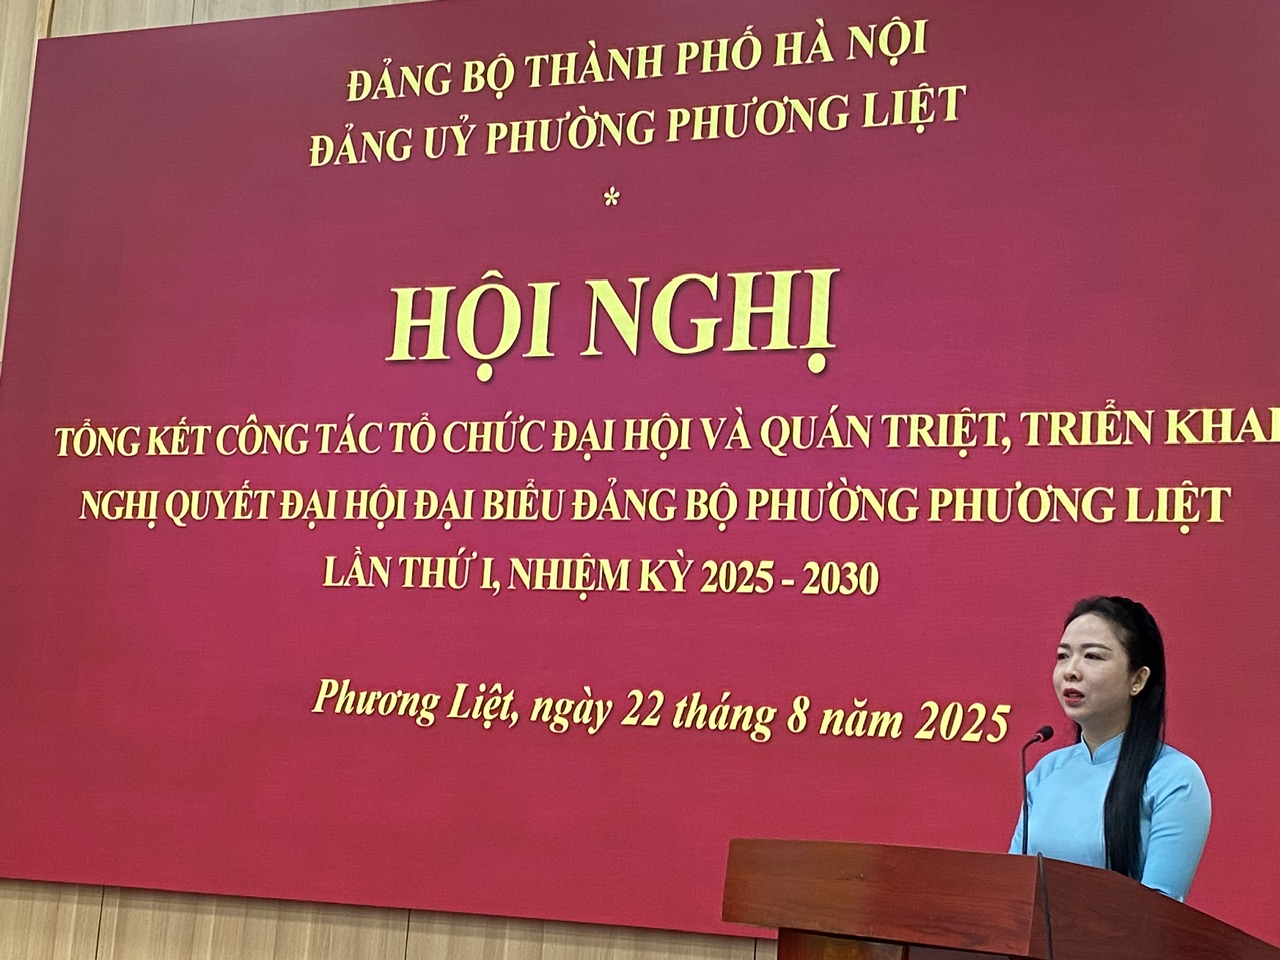 ĐẢNG BỘ THÀNH PHỐ HÀ NỘI
ĐẢNG UỶ PHƯỜNG PHƯƠNG LIỆT
*
HỘI NGHỊ
TỔNG KẾT CÔNG TÁC TỔ CHỨC ĐẠI HỘI VÀ QUÁN TRIỆT, TRIỂN KHAI
NGHỊ QUYẾT ĐẠI HỘI ĐẠI BIỂU ĐẢNG BỘ PHƯỜNG PHƯƠNG LIỆT
LẦN THỨ I, NHIỆM KỲ 2025 - 2030
Phương Liệt, ngày 22 tháng 8 năm 2025